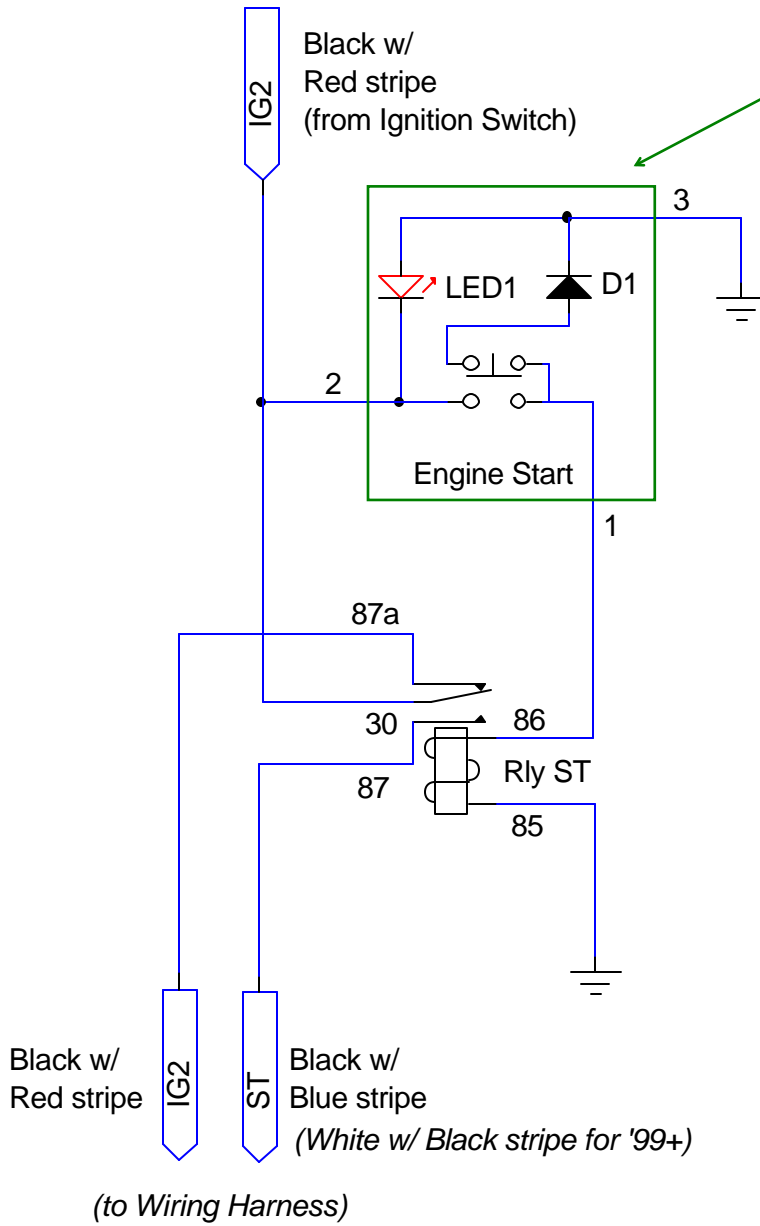 IG2
Black w/
Red stripe
(from Ignition Switch)
3
LED1
D1
2
Engine Start
1
87a
30
86
Rly ST
87
85
Black w/
Red stripe
IG2
ST
Black w/
Blue stripe
(White w/ Black stripe for '99+)
(to Wiring Harness)